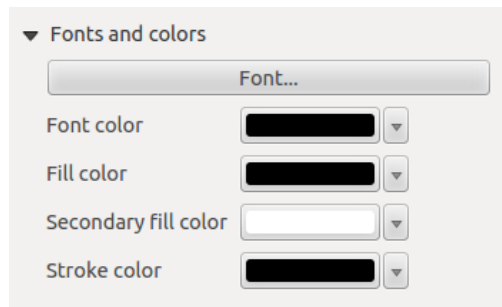 Fonts and colors
Font...
Font color
Fill color
Secondary fill color
Stroke color